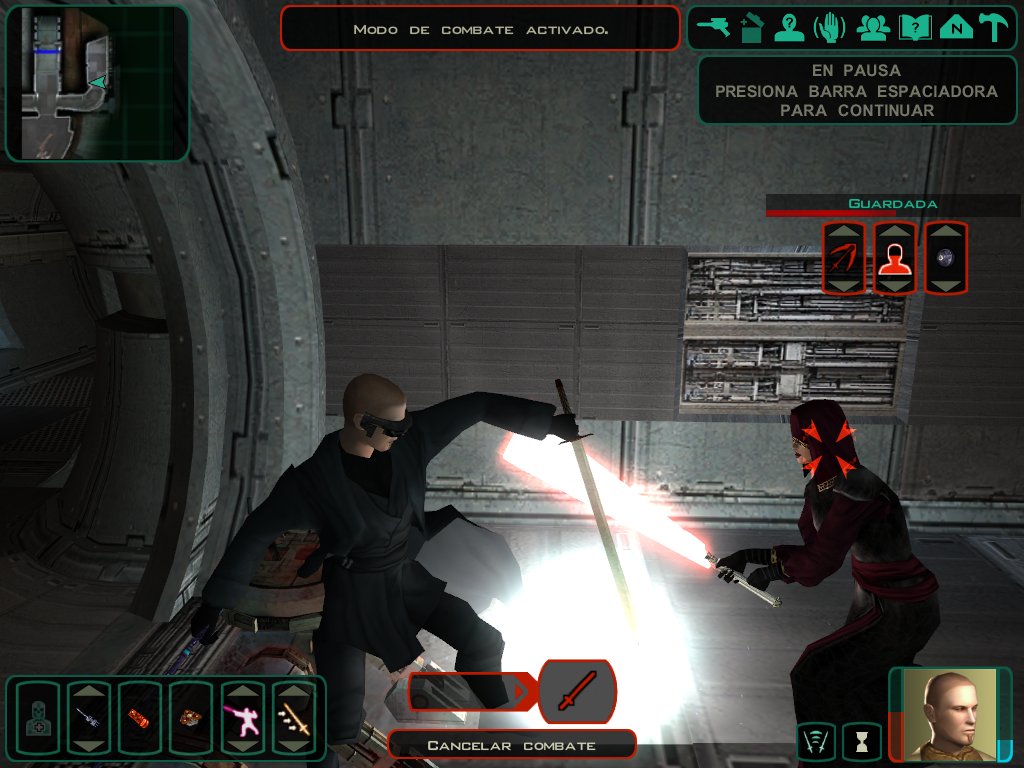 Modo de combate activado.
N
EN PAUSA
PRESIONA BARRA ESPACIADORA
PARA CONTINUAR
Guardada
Cancelar combate